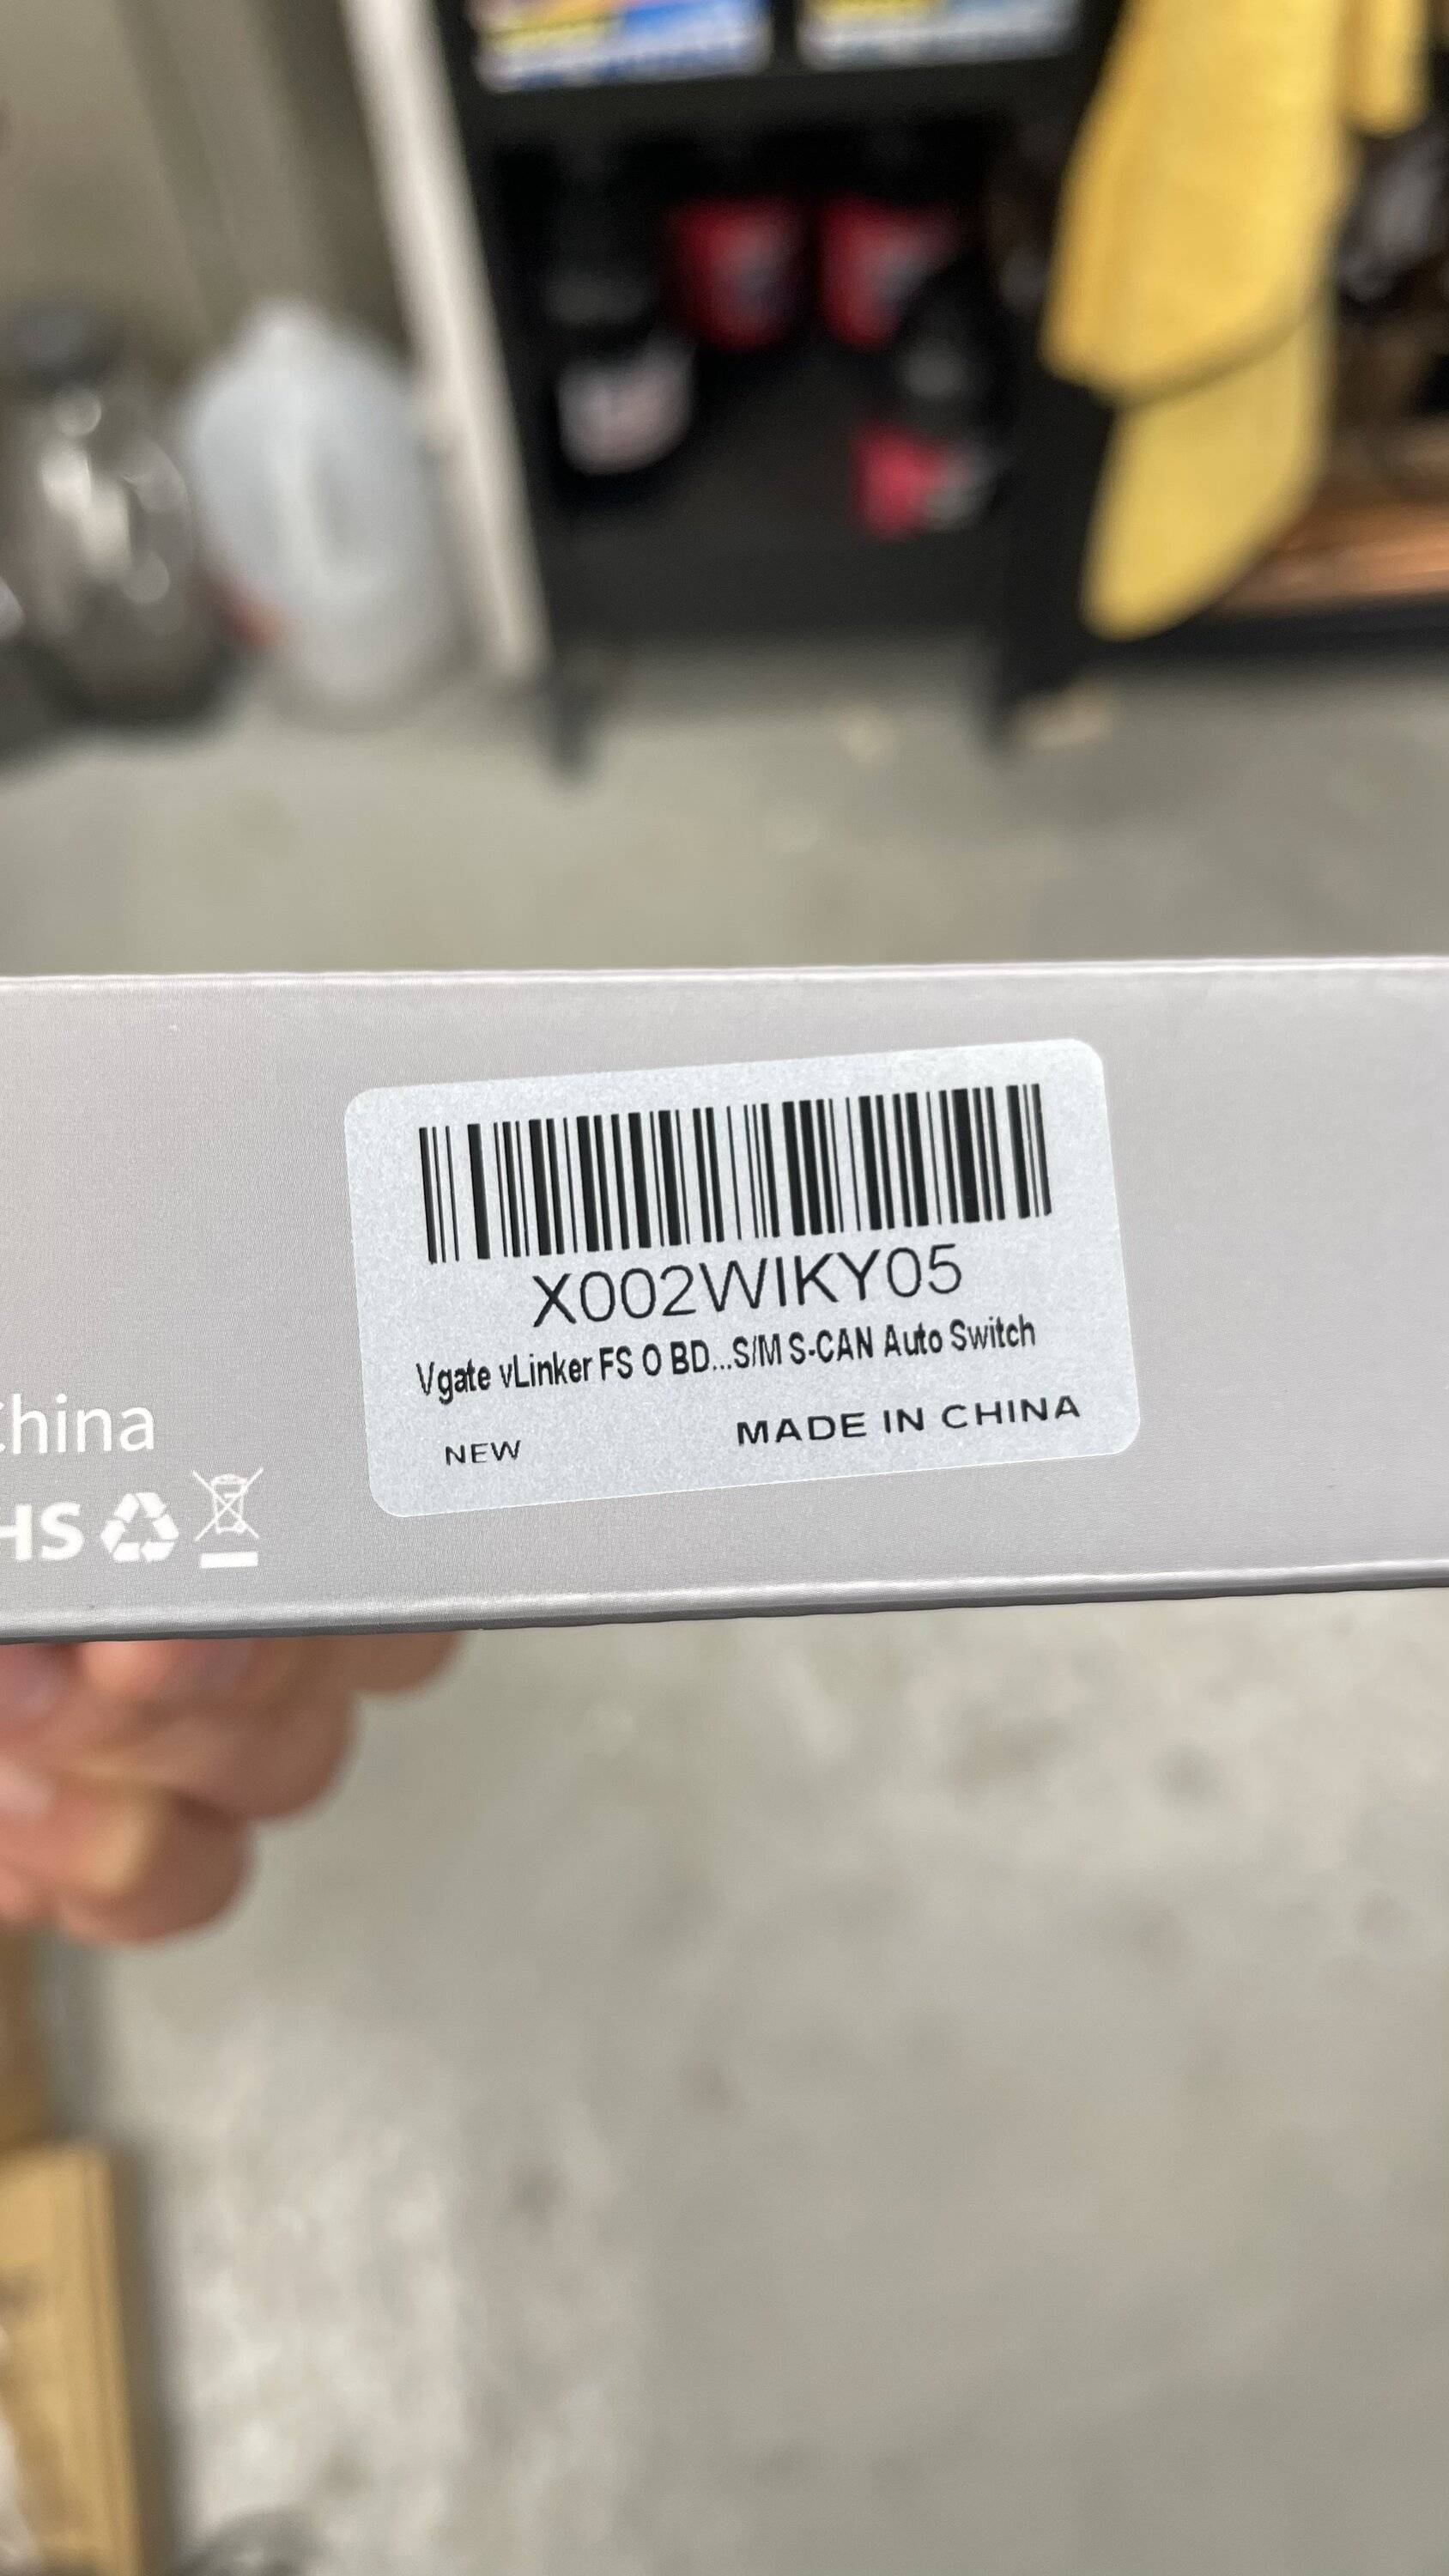 X002WIKY05
Vgate vLinker FS O BD...S/M S-CAN Auto Switch
NEW
MADE IN CHINA
China
HS